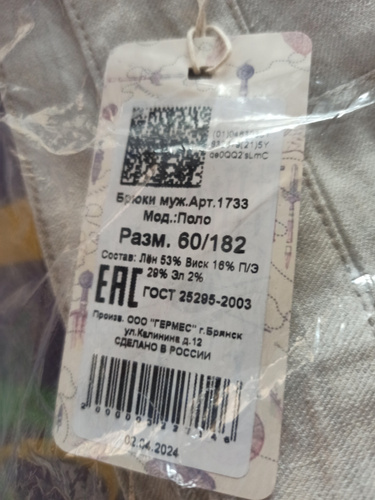 Брюки муж.Арт.1733
Мод.:Поло
Разм. 60/182
Состав: Лён 53% Виск 16% П/Э
29% Эл 2%
EAC
ГОСТ 25295-2003
Произв. ООО "ГЕРМЕС" г.Брянск
ул.Калинина д.12
СДЕЛАНО В РОССИИ
02.04.2024